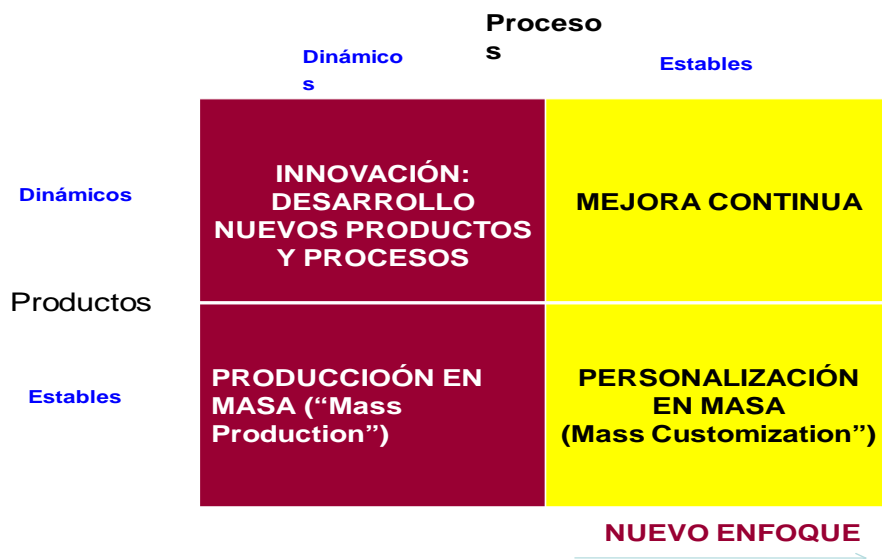 Proceso
s
Dinámico
s
Estables
Dinámicos
INNOVACIÓN:
DESARROLLO
NUEVOS PRODUCTOS
Y PROCESOS
MEJORA CONTINUA
Productos
Estables
PRODUCCIOÓN EN
MASA (“Mass
Production”)
PERSONALIZACIÓN
EN MASA
(Mass Customization”)
NUEVO ENFOQUE